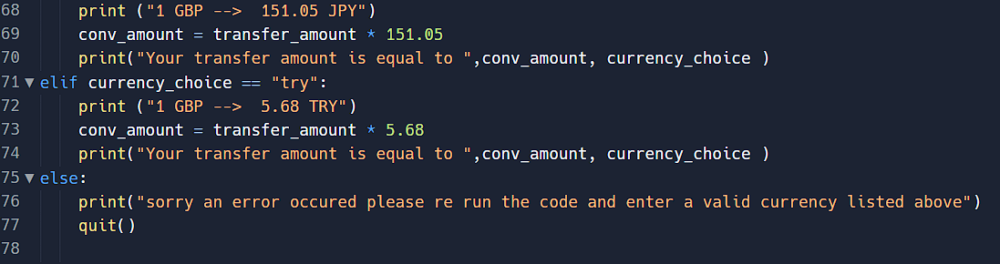 68 print ("1 GBP -->  151.05 JPY")
69 conv_amount = transfer_amount * 151.05
70 print("Your transfer amount is equal to ",conv_amount, currency_choice )
71 ▼ elif currency_choice == "try":
72 print ("1 GBP -->  5.68 TRY")
73 conv_amount = transfer_amount * 5.68
74 print("Your transfer amount is equal to ",conv_amount, currency_choice )
75 ▼ else:
76 print("sorry an error occured please re run the code and enter a valid currency listed above")
77 quit()
78